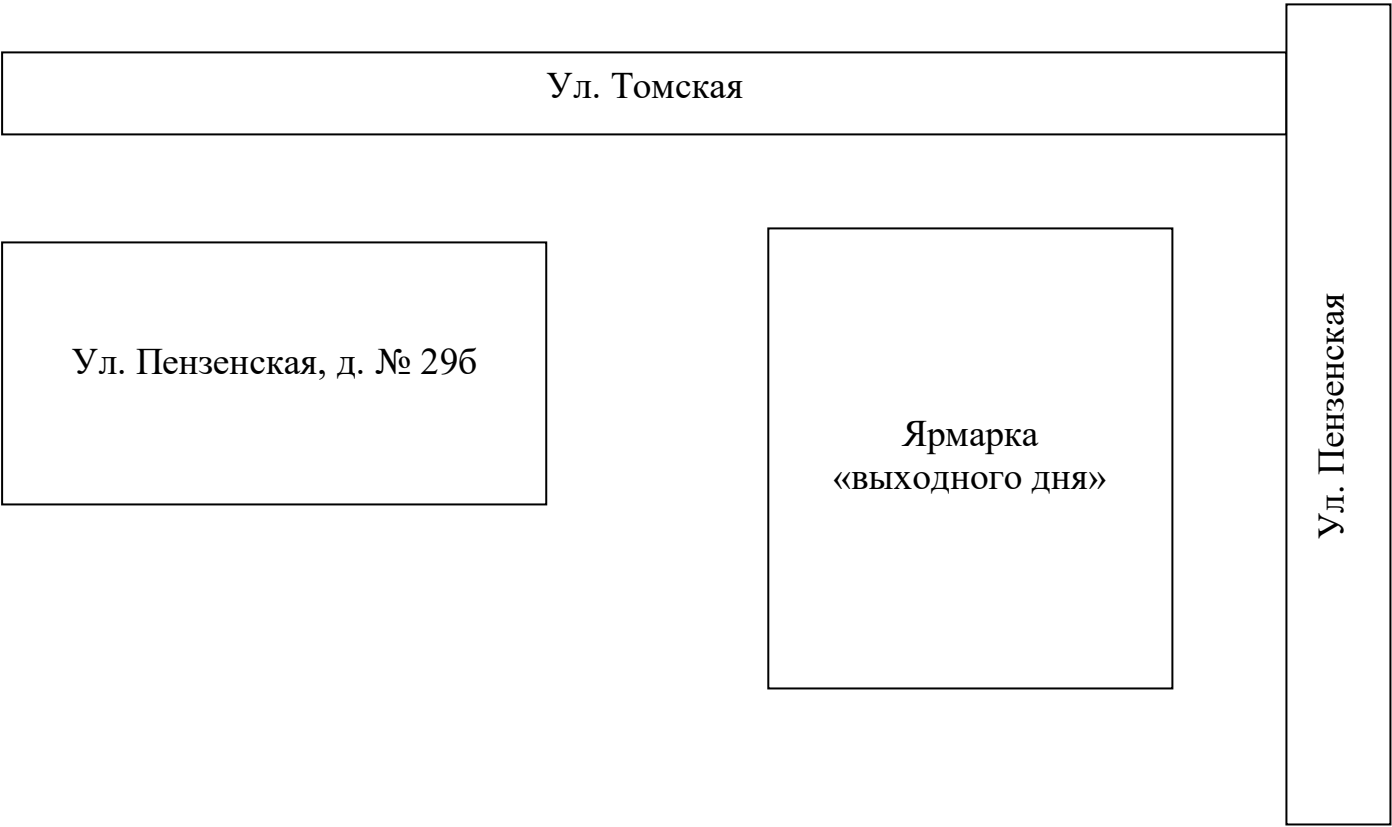 Ул. Томская
Ул. Пензенская, д. № 29б
Ярмарка
«выходного дня»
Ул. Пензенская